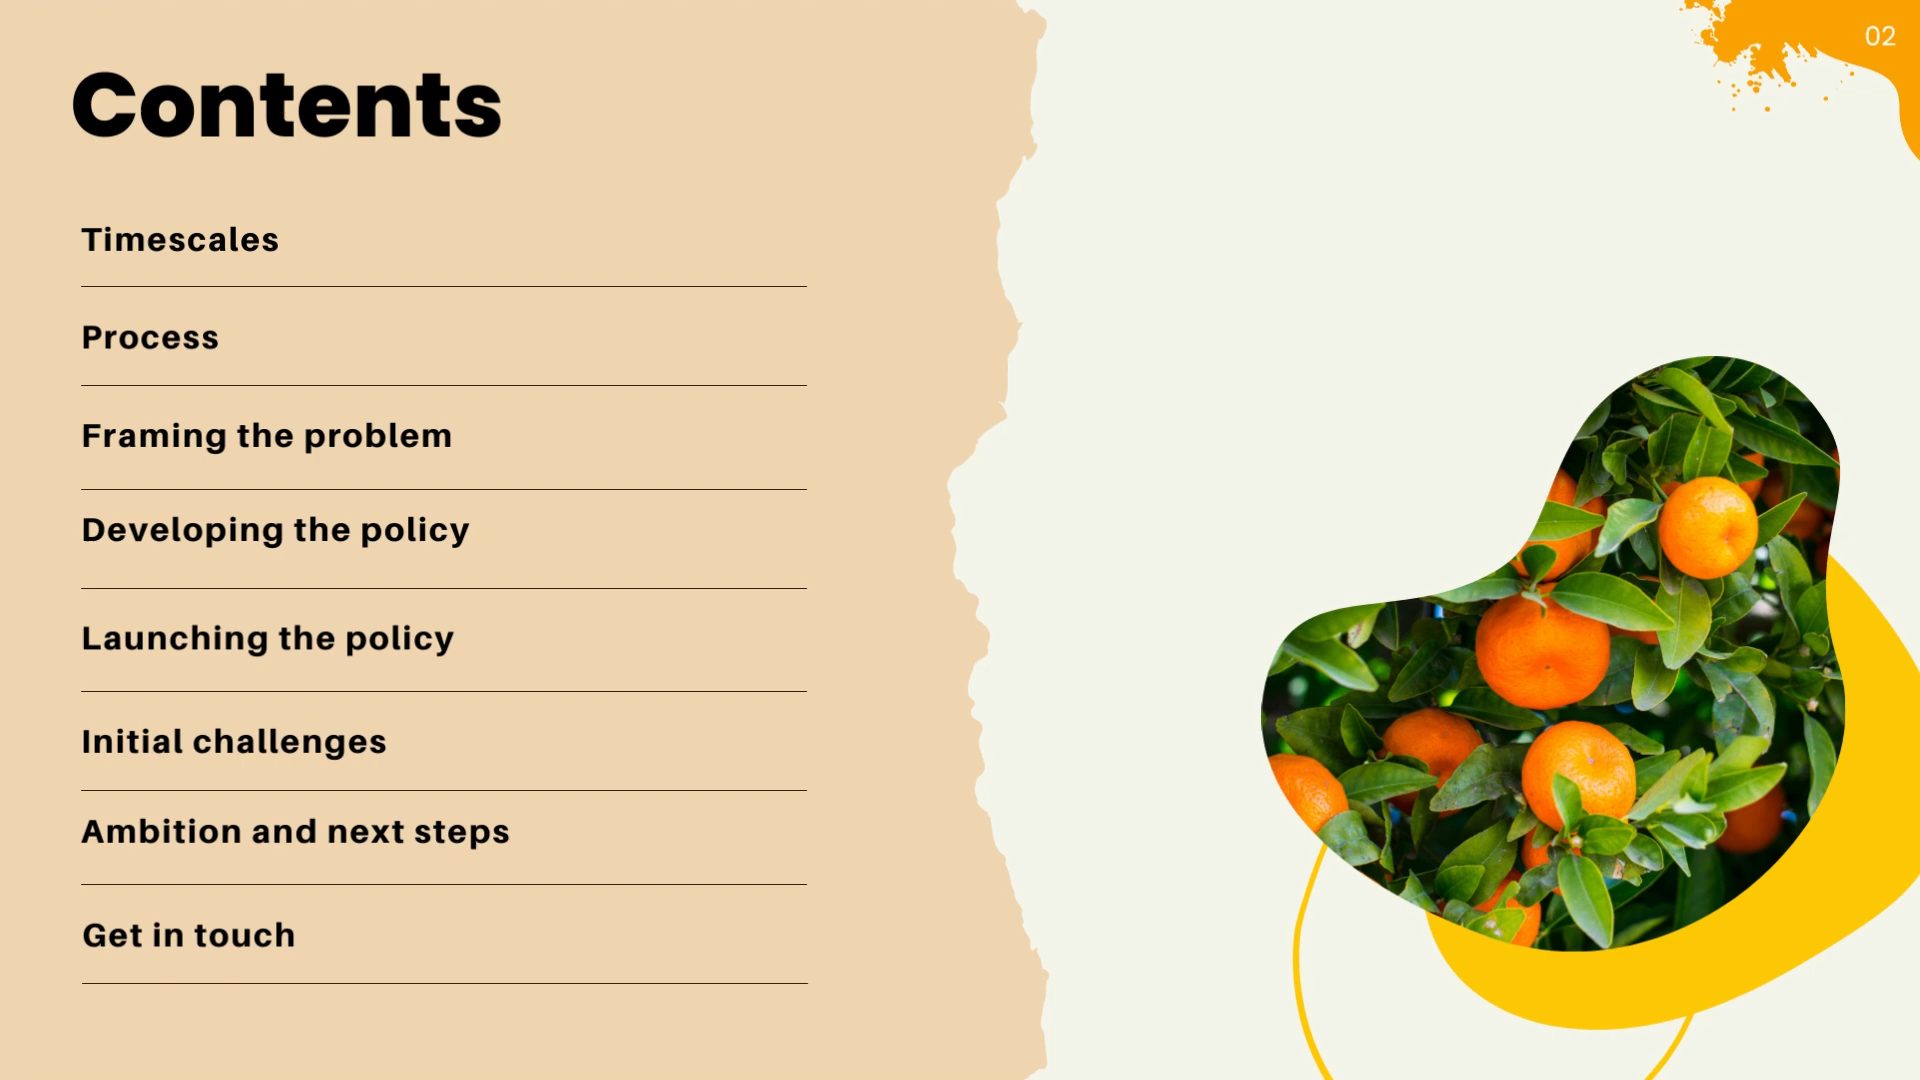 02
Contents
Timescales
Process
Framing the problem
Developing the policy
Launching the policy
Initial challenges
Ambition and next steps
Get in touch